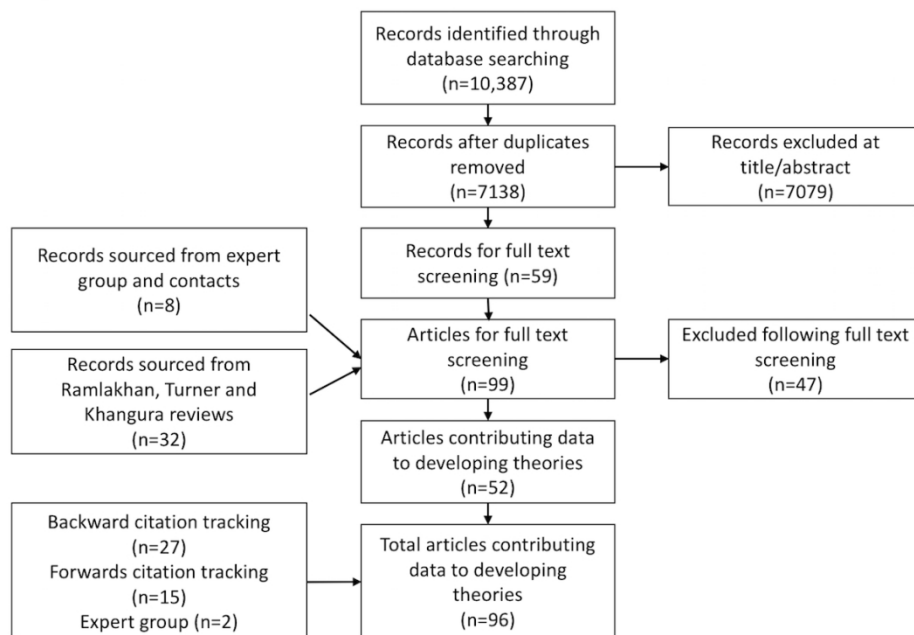 Records identified through
database searching
(n=10,387)
Records after duplicates
removed
(n=7138)
Records excluded at
title/abstract
(n=7079)
Records for full text
screening (n=59)
Records sourced from expert
group and contacts
(n=8)
Articles for full text
screening
(n=99)
Excluded following full text
screening
(n=47)
Records sourced from
Ramlakhan, Turner and
Khangura reviews
(n=32)
Articles contributing data
to developing theories
(n=52)
Backward citation tracking
(n=27)
Forwards citation tracking
(n=15)
Expert group (n=2)
Total articles contributing
data to developing
theories
(n=96)